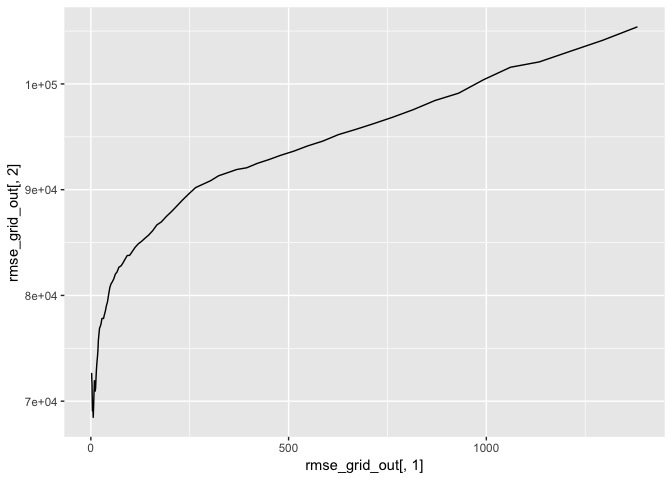 rmse_grid_out[, 2]
1e+05
9e+04
8e+04
7e+04
0 500 1000
rmse_grid_out[, 1]